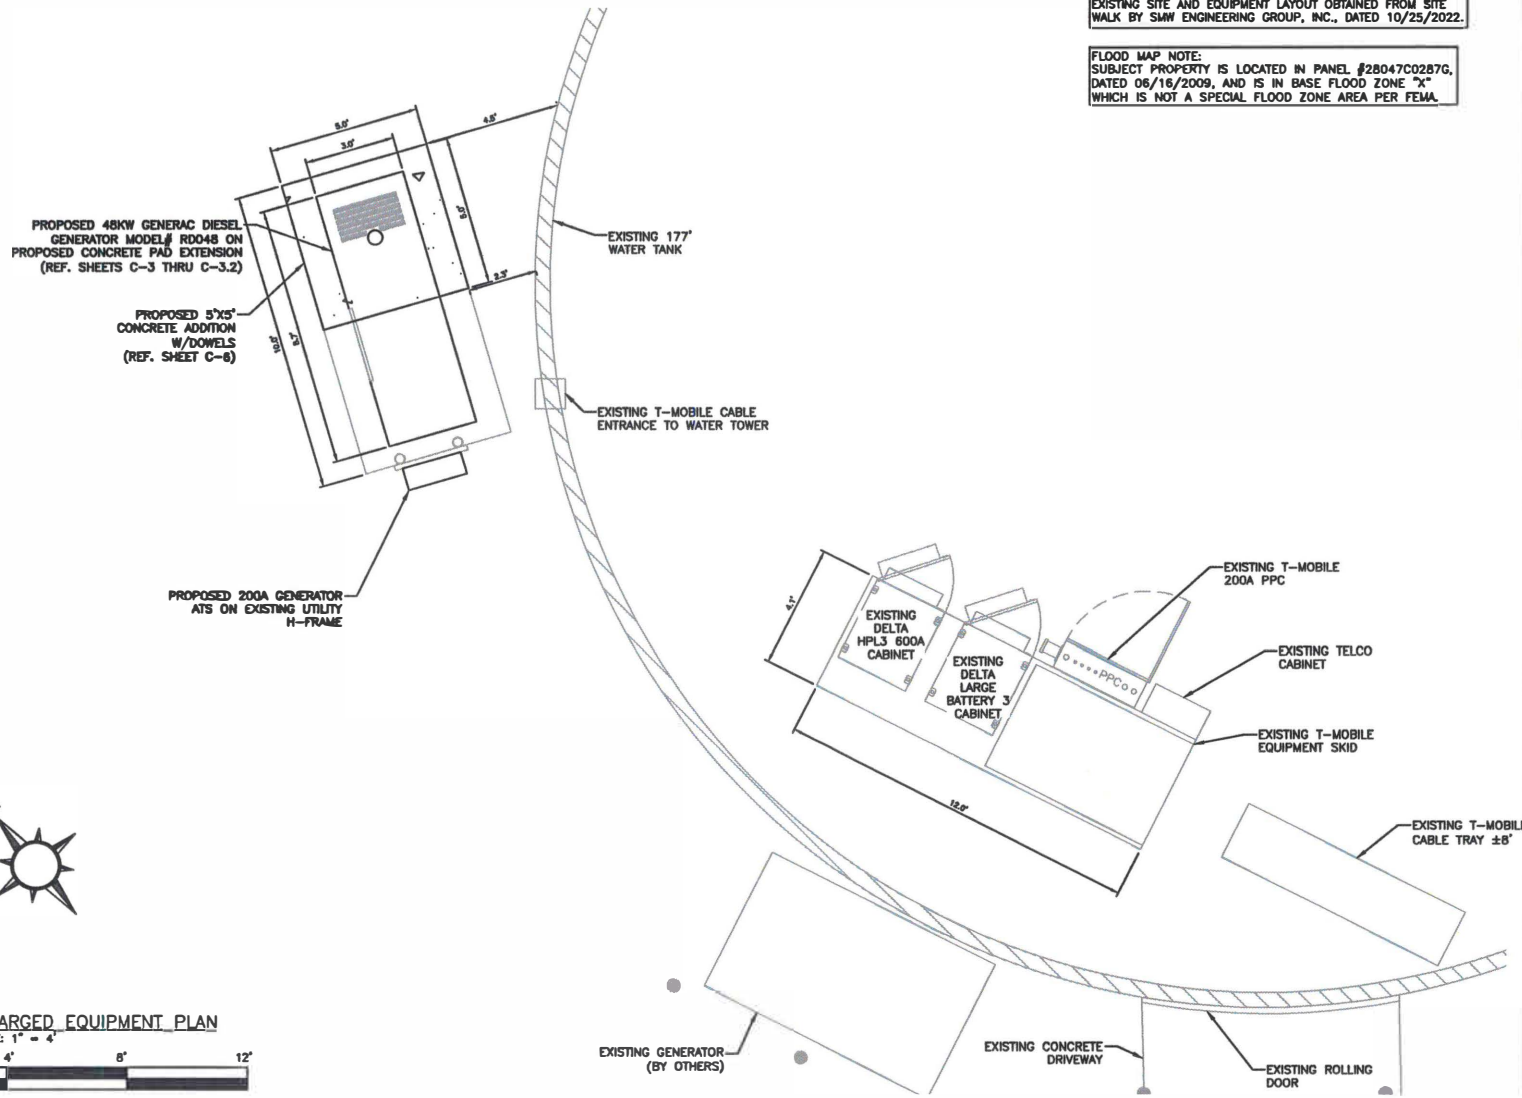 EXISTING SITE AND EQUIPMENT LAYOUT OBTAINED FROM SITE
WALK BY SMW ENGINEERING GROUP, INC., DATED 10/25/2022.
FLOOD MAP NOTE:
SUBJECT PROPERTY IS LOCATED IN PANEL #28047C0287G,
DATED 06/16/2009, AND IS IN BASE FLOOD ZONE "X"
WHICH IS NOT A SPECIAL FLOOD ZONE AREA PER FEMA.
5.0'
3.0'
4.5'
5.0'
2.3'
10.0'
8.7'
PROPOSED 48KW GENERAC DIESEL
GENERATOR MODEL# RD048 ON
PROPOSED CONCRETE PAD EXTENSION
(REF. SHEETS C-3 THRU C-3.2)
PROPOSED 5'X5'
CONCRETE ADDITION
W/DOWELS
(REF. SHEET C-6)
EXISTING 177'
WATER TANK
EXISTING T-MOBILE CABLE
ENTRANCE TO WATER TOWER
PROPOSED 200A GENERATOR
ATS ON EXISTING UTILITY
H-FRAME
4.1'
EXISTING
DELTA
HPL3 600A
CABINET
EXISTING
DELTA
LARGE
BATTERY 3
CABINET
PPC
EXISTING T-MOBILE
200A PPC
EXISTING TELCO
CABINET
EXISTING T-MOBILE
EQUIPMENT SKID
12.0'
EXISTING T-MOBILE
CABLE TRAY ±8'
EXISTING GENERATOR
(BY OTHERS)
EXISTING CONCRETE
DRIVEWAY
EXISTING ROLLING
DOOR
ARGED EQUIPMENT PLAN
: 1" = 4'
4' 8' 12'